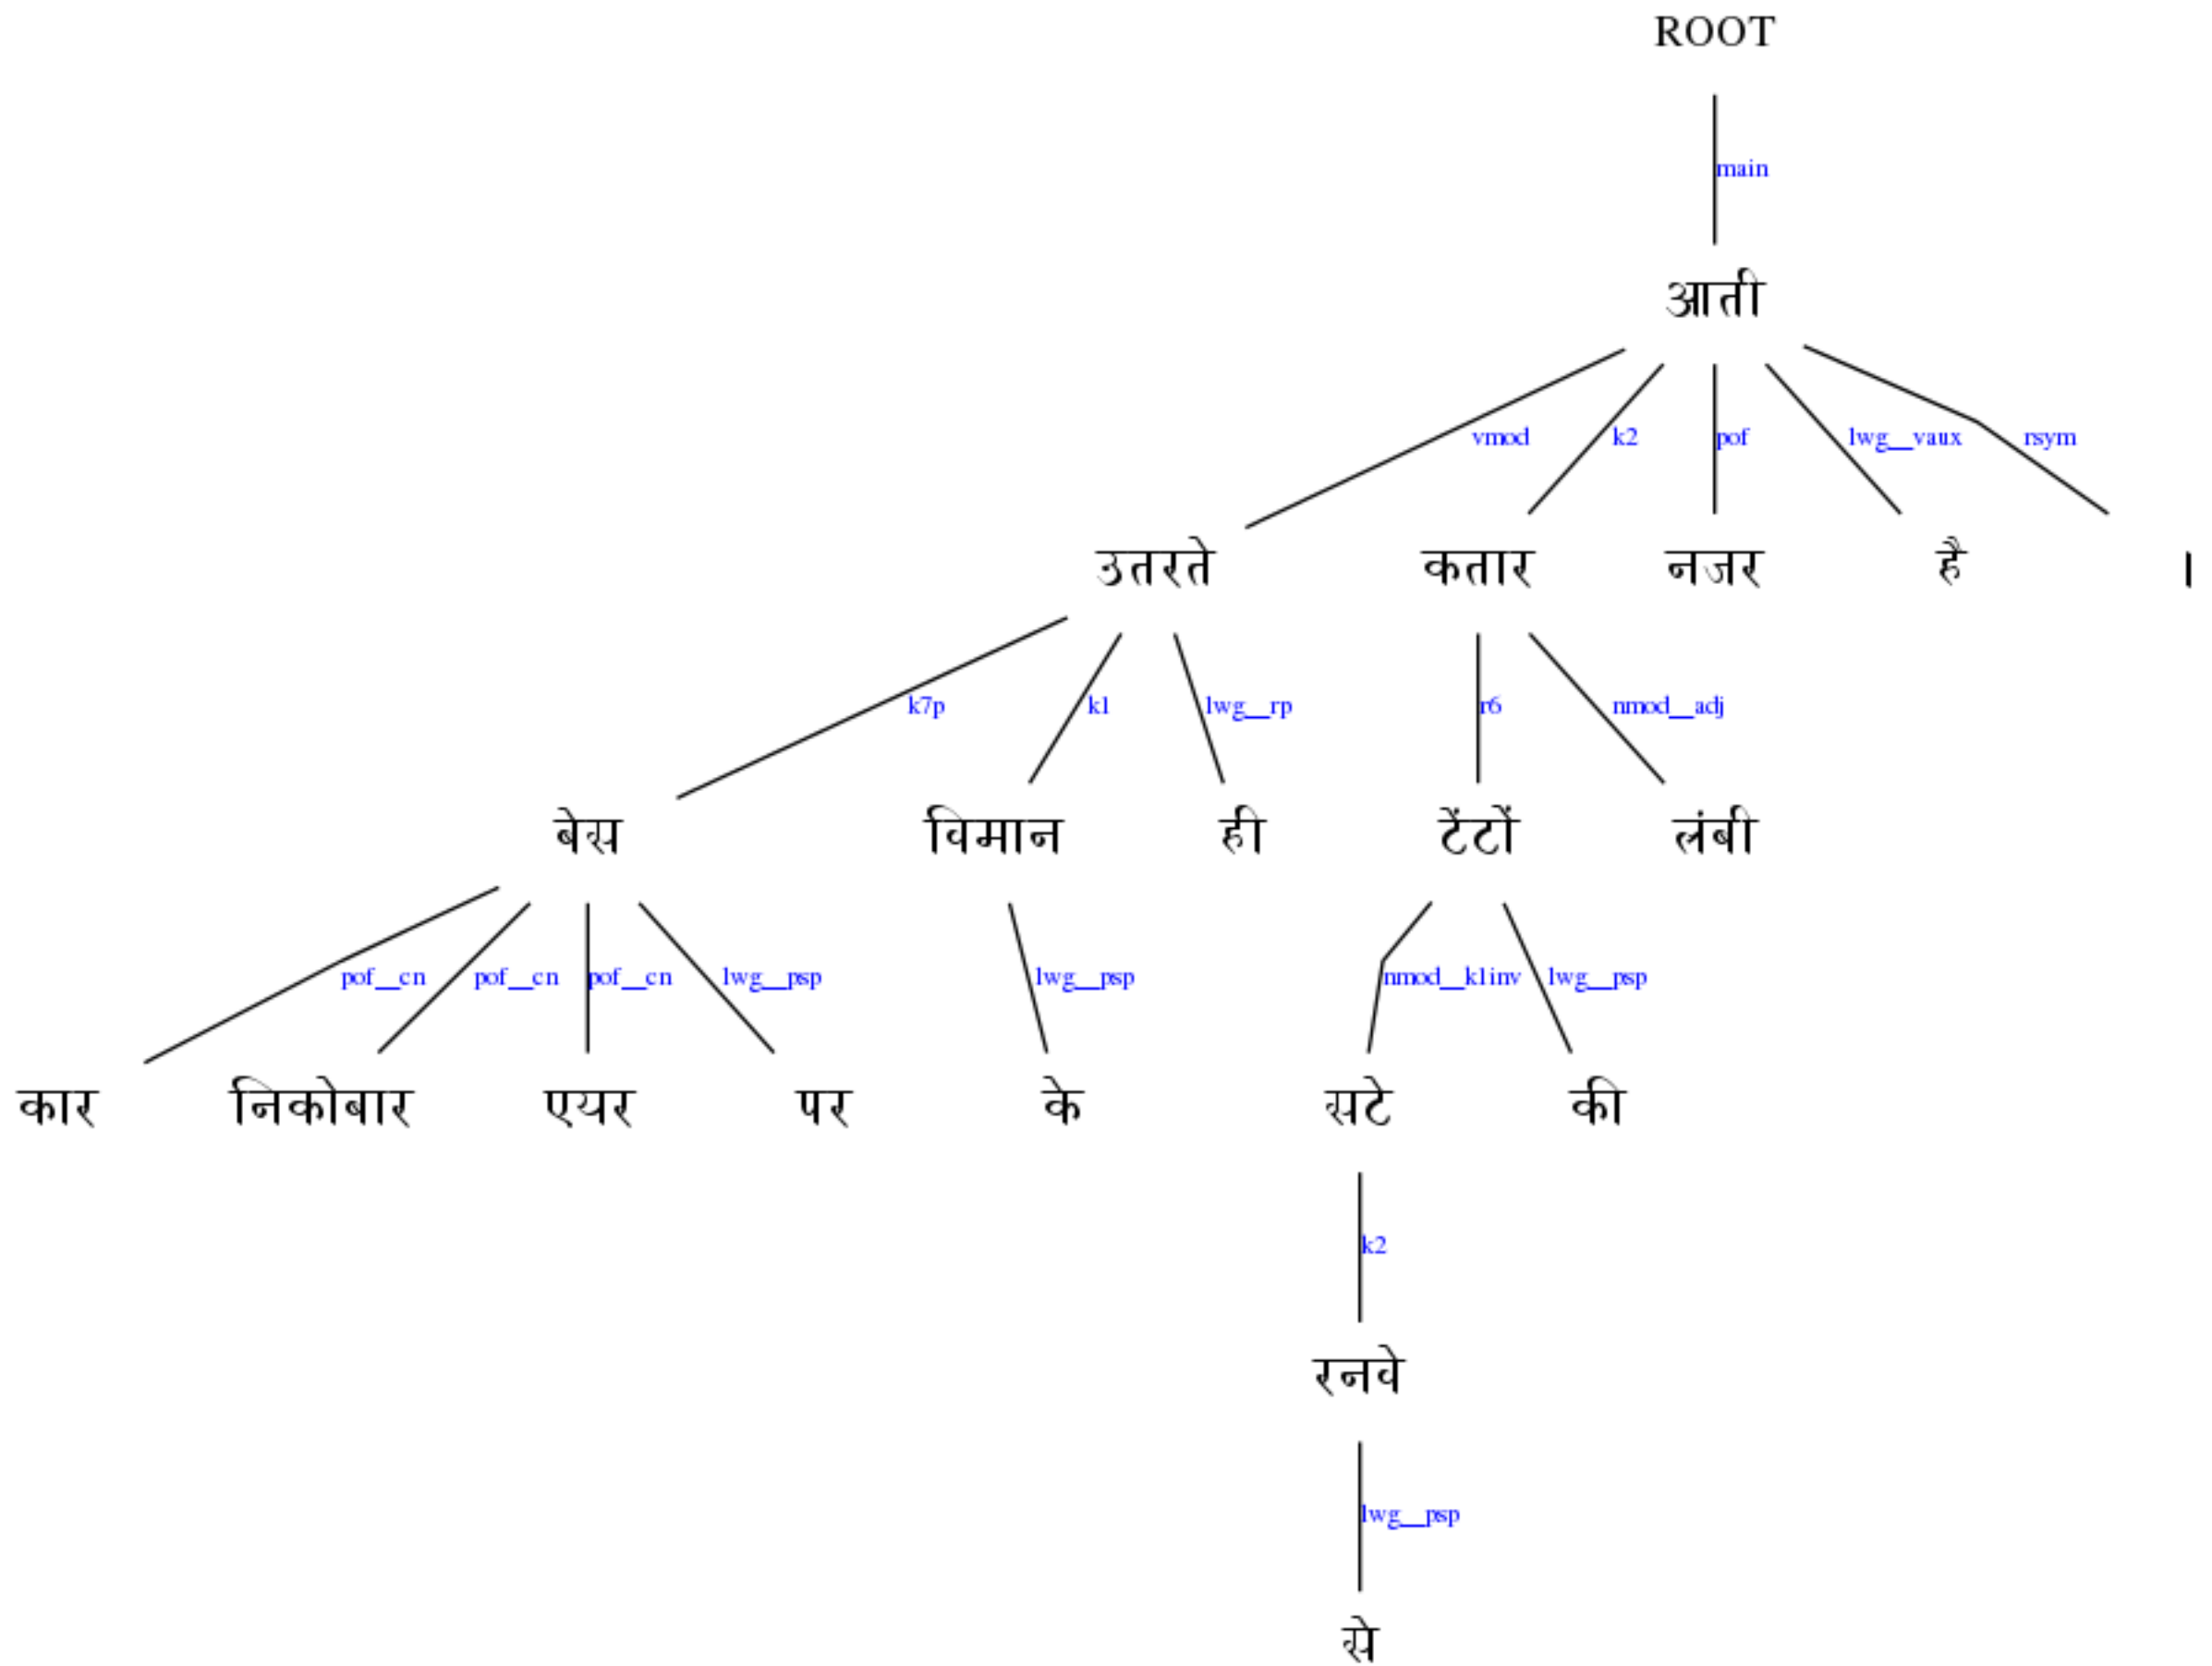 ROOT
main
आती
vmod k2 pof lwg__vaux rsym
उतरते कतार नजर है ।
k7p k1 lwg__rp r6 nmod__adj
बेस विमान ही टेंटों लंबी
pof__cn pof__cn pof__cn lwg__psp lwg__psp nmod__k1inv lwg__psp
कार निकोबार एयर पर के सटे की
k2
रनवे
lwg__psp
से